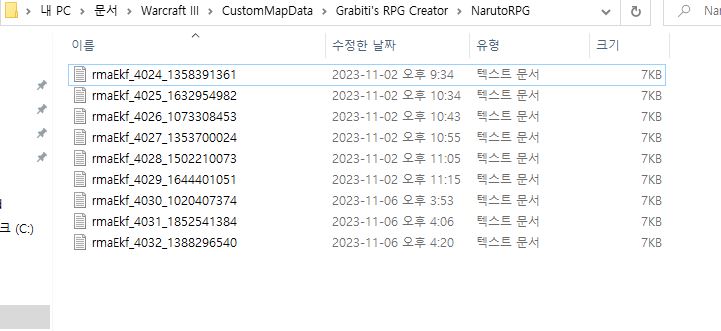 내 PC > 문서 > Warcraft III > CustomMapData > Grabiti's RPG Creator > NarutoRPG
이름 수정한 날짜 유형 크기
rmaEkf_4024_1358391361 2023-11-02 오후 9:34 텍스트 문서 7KB
rmaEkf_4025_1632954982 2023-11-02 오후 10:34 텍스트 문서 7KB
rmaEkf_4026_1073308453 2023-11-02 오후 10:43 텍스트 문서 7KB
rmaEkf_4027_1353700024 2023-11-02 오후 10:55 텍스트 문서 7KB
rmaEkf_4028_1502210073 2023-11-02 오후 11:05 텍스트 문서 7KB
rmaEkf_4029_1644401051 2023-11-02 오후 11:15 텍스트 문서 7KB
rmaEkf_4030_1020407374 2023-11-06 오후 3:53 텍스트 문서 7KB
rmaEkf_4031_1852541384 2023-11-06 오후 4:06 텍스트 문서 7KB
크 (C:)
rmaEkf_4032_1388296540 2023-11-06 오후 4:20 텍스트 문서 7KB